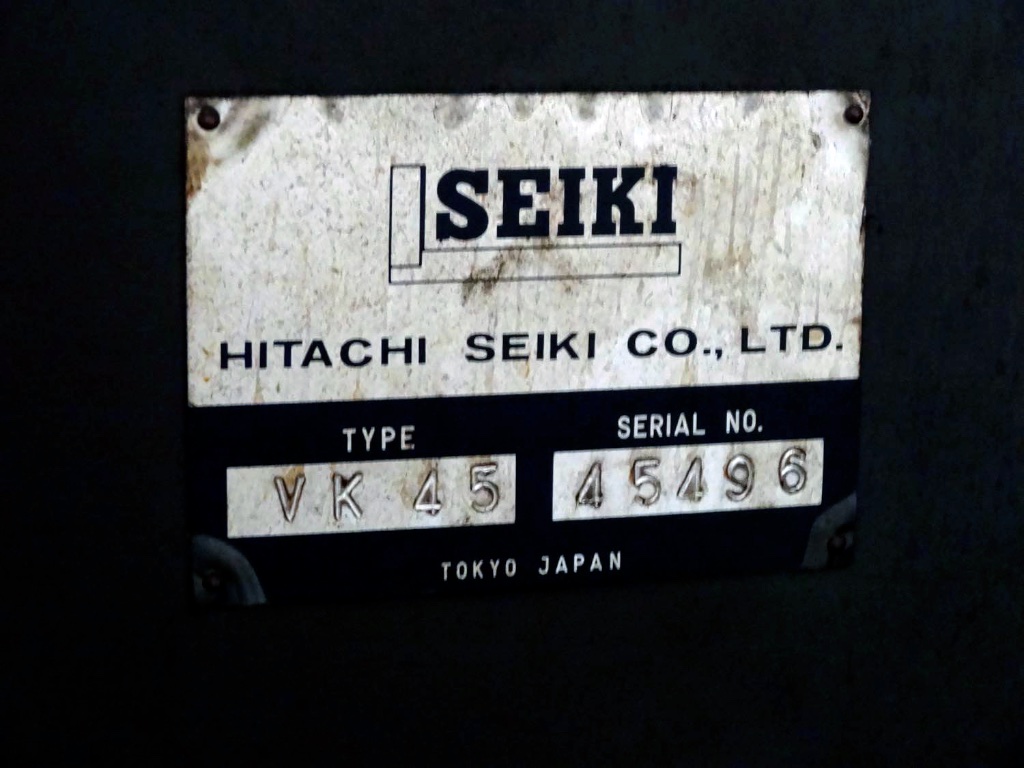 SEIKI
HITACHI SEIKI CO., LTD.
TYPE SERIAL NO.
VK 45 45496
TOKYO JAPAN